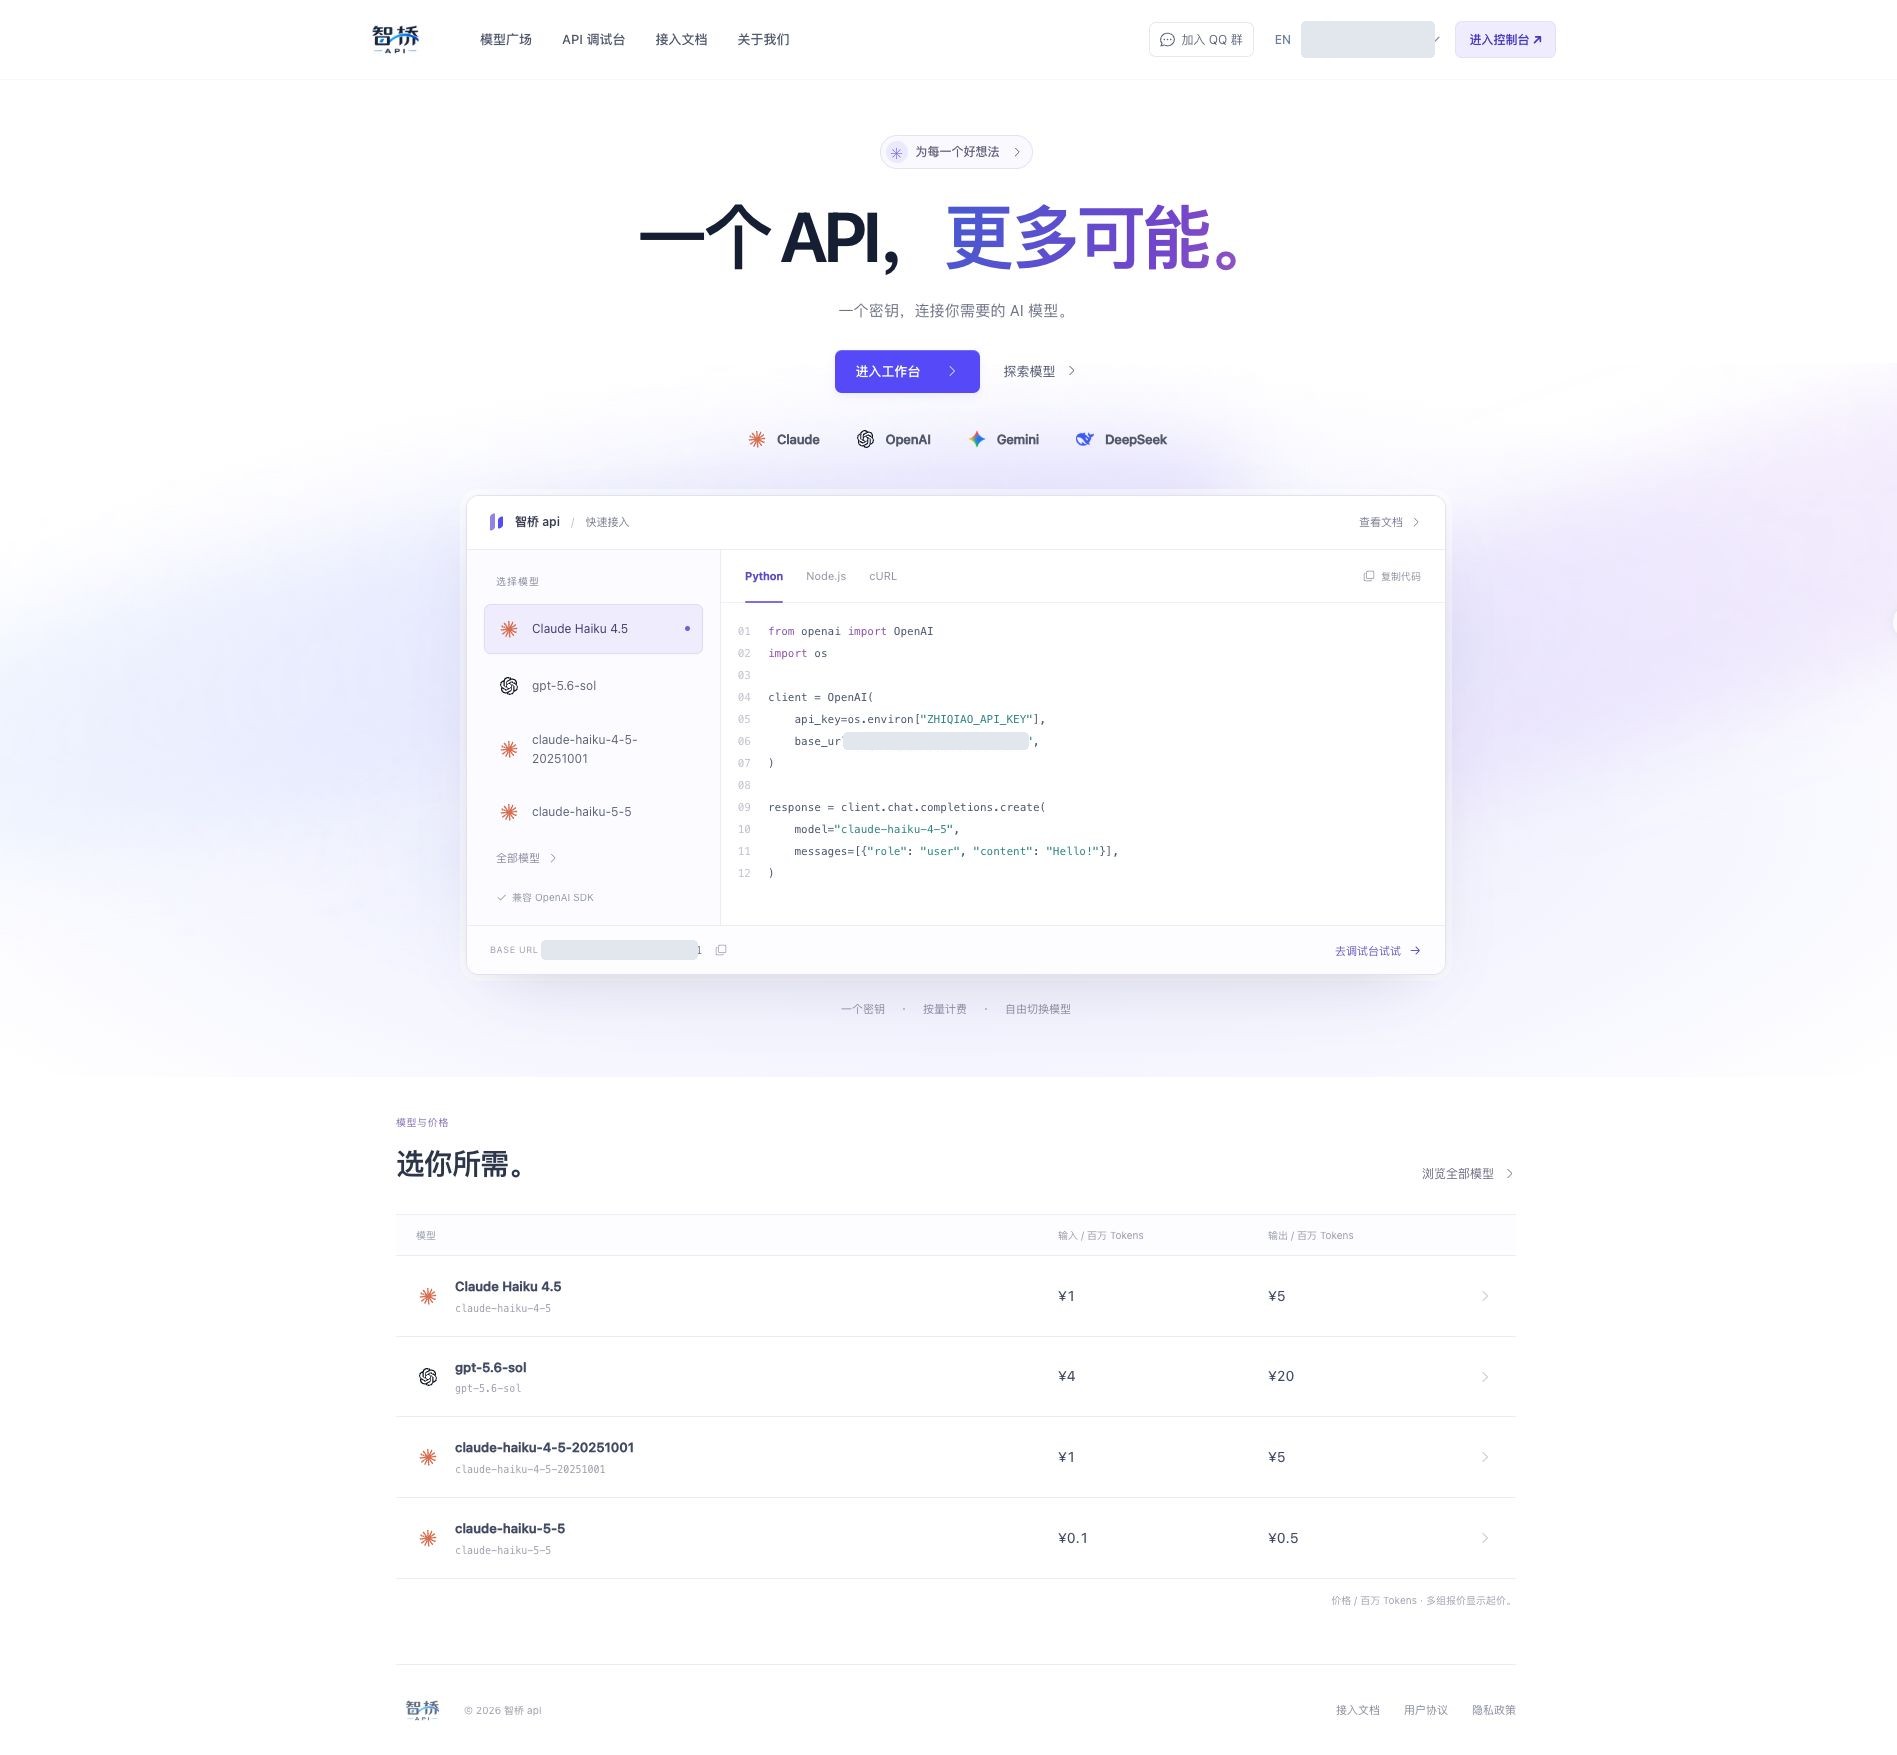 智桥
API
模型广场
API 调试台
接入文档
关于我们
加入 QQ 群
EN
进入控制台
为每一个好想法
一个 API，更多可能。
一个密钥，连接你需要的 AI 模型。
进入工作台
探索模型
Claude
OpenAI
Gemini
DeepSeek
智桥 api / 快速接入
查看文档
选择模型
Claude Haiku 4.5
gpt-5.6-sol
claude-haiku-4-5-
20251001
claude-haiku-5-5
全部模型
兼容 OpenAI SDK
Python
Node.js
cURL
复制代码
01 from openai import OpenAI
02 import os
03
04 client = OpenAI(
05 api_key=os.environ["ZHIQIAO_API_KEY"],
06 base_ur ",
07 )
08
09 response = client.chat.completions.create(
10 model="claude-haiku-4-5",
11 messages=[{"role": "user", "content": "Hello!"}],
12 )
BASE URL
1
去调试台试试
一个密钥 · 按量计费 · 自由切换模型
模型与价格
选你所需。
浏览全部模型
模型
输入 / 百万 Tokens
输出 / 百万 Tokens
Claude Haiku 4.5
claude-haiku-4-5
¥1
¥5
gpt-5.6-sol
gpt-5.6-sol
¥4
¥20
claude-haiku-4-5-20251001
claude-haiku-4-5-20251001
¥1
¥5
claude-haiku-5-5
claude-haiku-5-5
¥0.1
¥0.5
价格 / 百万 Tokens · 多组报价显示起价。
智桥
API
© 2026 智桥 api
接入文档
用户协议
隐私政策